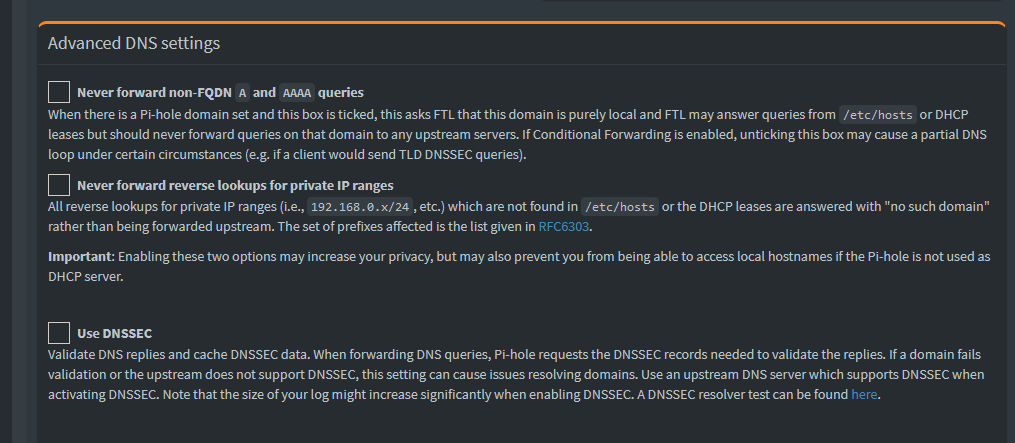 Advanced DNS settings
Never forward non-FQDN A and AAAA queries
When there is a Pi-hole domain set and this box is ticked, this asks FTL that this domain is purely local and FTL may answer queries from /etc/hosts or DHCP
leases but should never forward queries on that domain to any upstream servers. If Conditional Forwarding is enabled, unticking this box may cause a partial DNS
loop under certain circumstances (e.g. if a client would send TLD DNSSEC queries).
Never forward reverse lookups for private IP ranges
All reverse lookups for private IP ranges (i.e., 192.168.0.x/24, etc.) which are not found in /etc/hosts or the DHCP leases are answered with "no such domain"
rather than being forwarded upstream. The set of prefixes affected is the list given in RFC6303.
Important: Enabling these two options may increase your privacy, but may also prevent you from being able to access local hostnames if the Pi-hole is not used as
DHCP server.
Use DNSSEC
Validate DNS replies and cache DNSSEC data. When forwarding DNS queries, Pi-hole requests the DNSSEC records needed to validate the replies. If a domain fails
validation or the upstream does not support DNSSEC, this setting can cause issues resolving domains. Use an upstream DNS server which supports DNSSEC when
activating DNSSEC. Note that the size of your log might increase significantly when enabling DNSSEC. A DNSSEC resolver test can be found here.